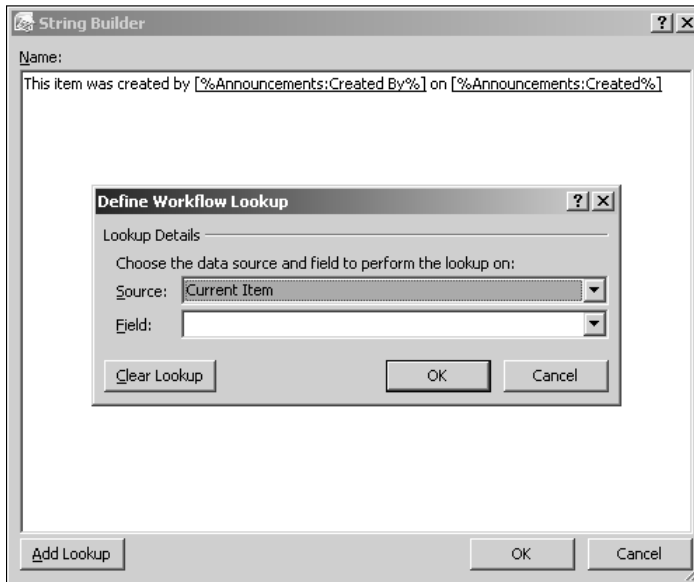 String Builder
Name:
This item was created by [%Announcements:Created By%] on [%Announcements:Created%]
Define Workflow Lookup
Lookup Details
Choose the data source and field to perform the lookup on:
Source: Current Item
Field:
Clear Lookup OK Cancel
Add Lookup OK Cancel